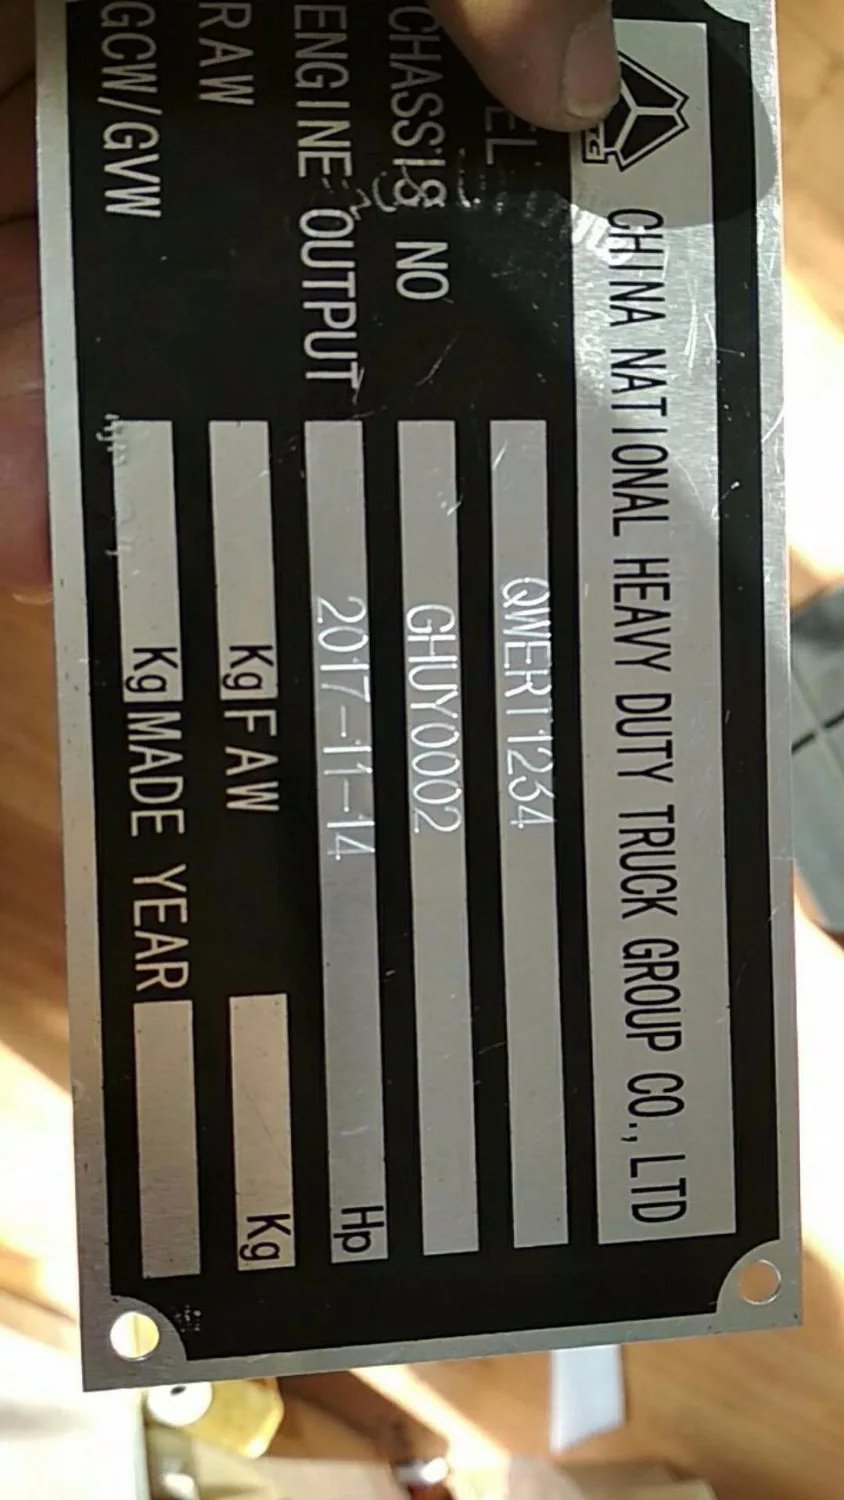 CHINA NATIONAL HEAVY DUTY TRUCK GROUP CO., LTD
QWERT1234
CHASSIS NO GHUY0002
ENGINE OUTPUT 2017-11-14 Hp
RAW Kg FAW Kg
GCW/GVW Kg MADE YEAR